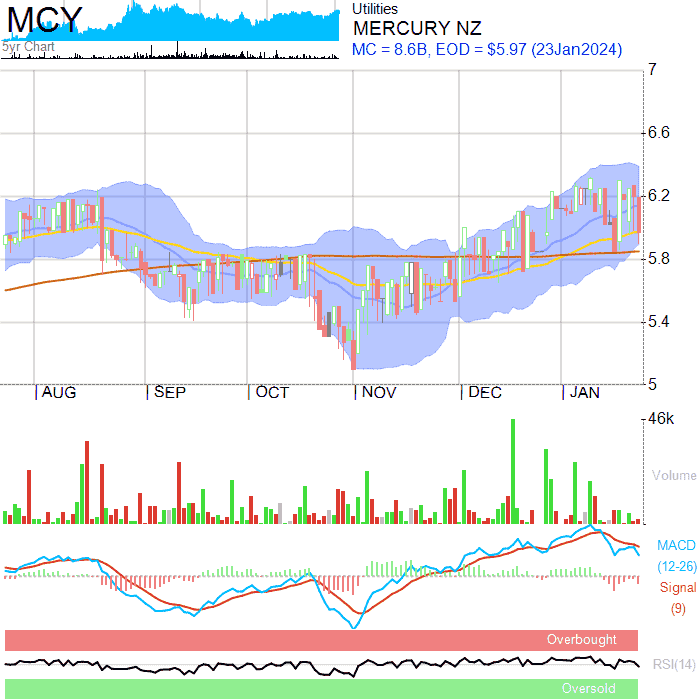 MCY
5yr Chart
Utilities
MERCURY NZ
MC = 8.6B, EOD = $5.97 (23Jan2024)
7
6.6
6.2
5.8
5.4
5
AUG
SEP
OCT
NOV
DEC
JAN
46k
Volume
MACD
(12-26)
Signal
(9)
Overbought
RSI(14)
Oversold